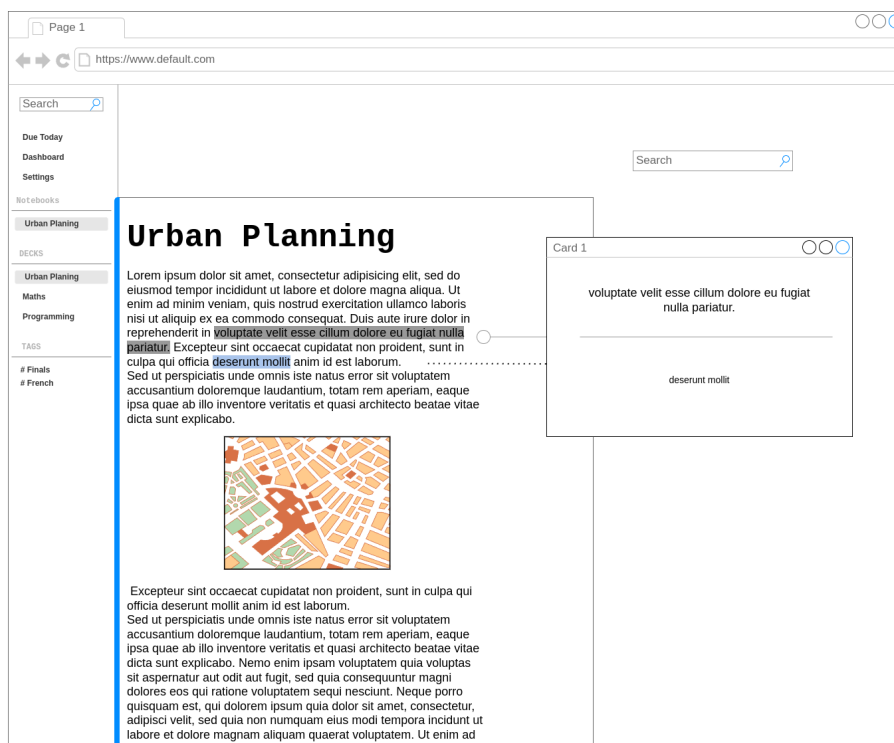 Page 1
https://www.default.com
Search
Due Today
Dashboard
Settings
Notebooks
Urban Planing
DECKS
Urban Planing
Maths
Programming
TAGS
# Finals
# French
Search
Urban Planning
Lorem ipsum dolor sit amet, consectetur adipisicing elit, sed do
eiusmod tempor incididunt ut labore et dolore magna aliqua. Ut
enim ad minim veniam, quis nostrud exercitation ullamco laboris
nisi ut aliquip ex ea commodo consequat. Duis aute irure dolor in
reprehenderit in voluptate velit esse cillum dolore eu fugiat nulla
pariatur. Excepteur sint occaecat cupidatat non proident, sunt in
culpa qui officia deserunt mollit anim id est laborum.
Sed ut perspiciatis unde omnis iste natus error sit voluptatem
accusantium doloremque laudantium, totam rem aperiam, eaque
ipsa quae ab illo inventore veritatis et quasi architecto beatae vitae
dicta sunt explicabo.
Excepteur sint occaecat cupidatat non proident, sunt in culpa qui
officia deserunt mollit anim id est laborum.
Sed ut perspiciatis unde omnis iste natus error sit voluptatem
accusantium doloremque laudantium, totam rem aperiam, eaque
ipsa quae ab illo inventore veritatis et quasi architecto beatae vitae
dicta sunt explicabo. Nemo enim ipsam voluptatem quia voluptas
sit aspernatur aut odit aut fugit, sed quia consequuntur magni
dolores eos qui ratione voluptatem sequi nesciunt. Neque porro
quisquam est, qui dolorem ipsum quia dolor sit amet, consectetur,
adipisci velit, sed quia non numquam eius modi tempora incidunt ut
labore et dolore magnam aliquam quaerat voluptatem. Ut enim ad
Card 1
voluptate velit esse cillum dolore eu fugiat
nulla pariatur.
deserunt mollit